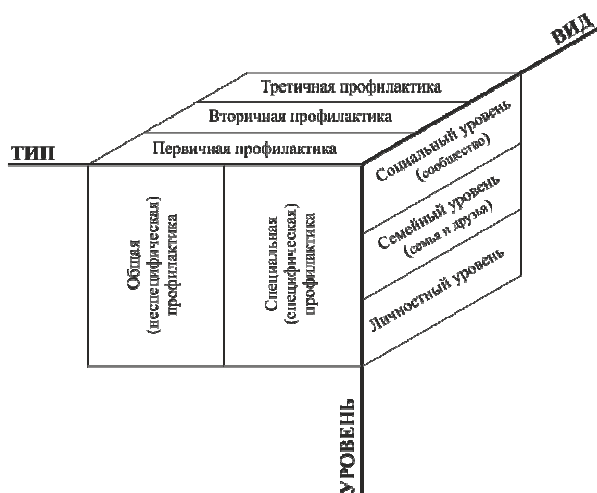 ВИД
Третичная профилактика
Вторичная профилактика
ТИП
Первичная профилактика
Общая
(неспецифическая)
профилактика
Специальная
(специфическая)
профилактика
Социальный уровень
(сообщество)
Семейный уровень
(семья и друзья)
Личностный уровень
УРОВЕНЬ